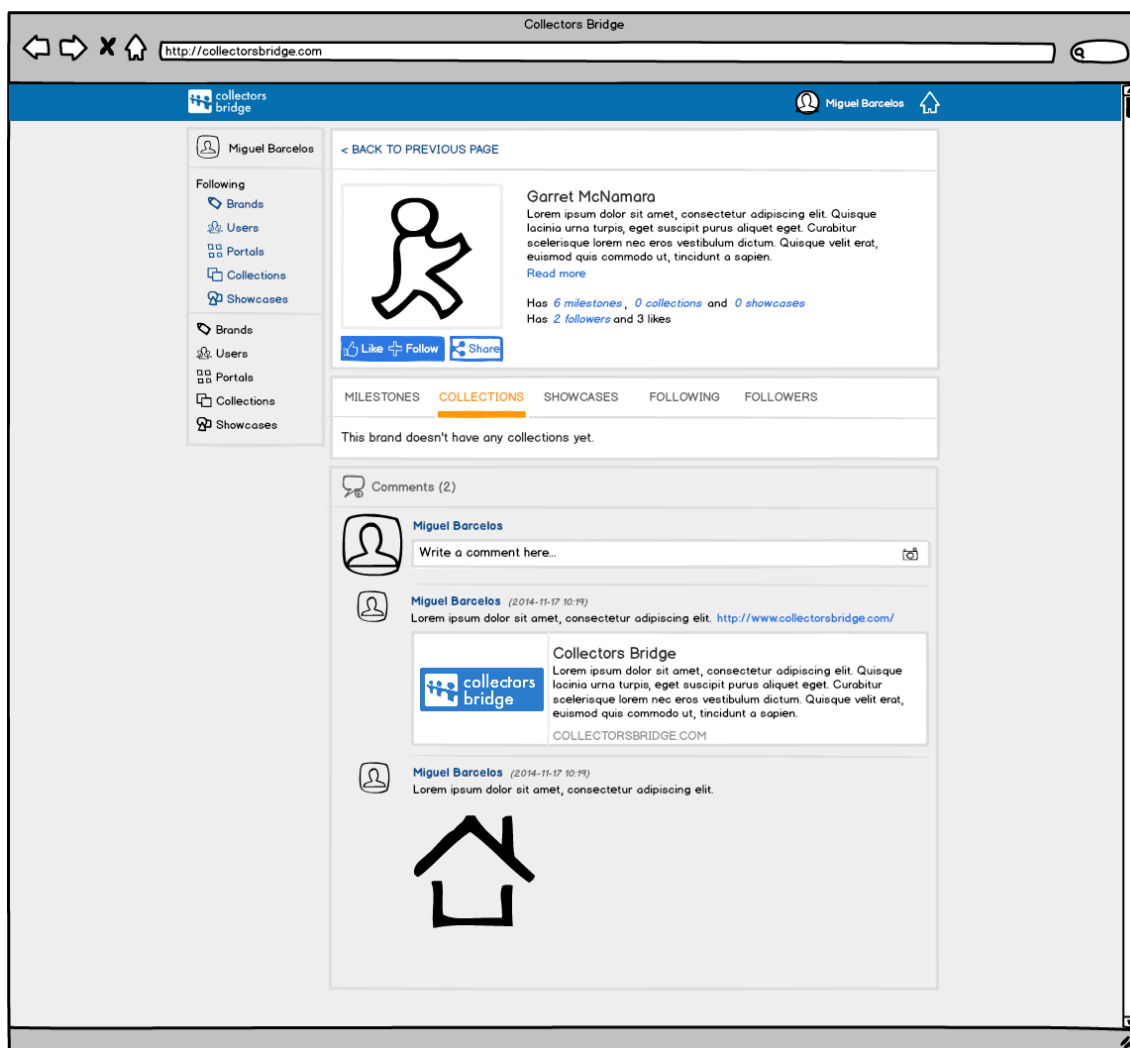 Collectors Bridge
http://collectorsbridge.com
collectors
bridge
Miguel Barcelos
Miguel Barcelos
Following
Brands
Users
Portals
Collections
Showcases
Brands
Users
Portals
Collections
Showcases
< BACK TO PREVIOUS PAGE
Garret McNamara
Lorem ipsum dolor sit amet, consectetur adipiscing elit. Quisque
lacinia urna turpis, eget suscipit purus aliquet eget. Curabitur
scelerisque lorem nec eros vestibulum dictum. Quisque velit erat,
euismod quis commodo ut, tincidunt a sapien.
Read more
Has 6 milestones, 0 collections and 0 showcases
Has 2 followers and 3 likes
Like Follow Share
MILESTONES COLLECTIONS SHOWCASES FOLLOWING FOLLOWERS
This brand doesn't have any collections yet.
Comments (2)
Miguel Barcelos
Write a comment here...
Miguel Barcelos (2014-11-17 10:19)
Lorem ipsum dolor sit amet, consectetur adipiscing elit. http://www.collectorsbridge.com/
collectors
bridge
Collectors Bridge
Lorem ipsum dolor sit amet, consectetur adipiscing elit. Quisque
lacinia urna turpis, eget suscipit purus aliquet eget. Curabitur
scelerisque lorem nec eros vestibulum dictum. Quisque velit erat,
euismod quis commodo ut, tincidunt a sapien.
COLLECTORSBRIDGE.COM
Miguel Barcelos (2014-11-17 10:19)
Lorem ipsum dolor sit amet, consectetur adipiscing elit.